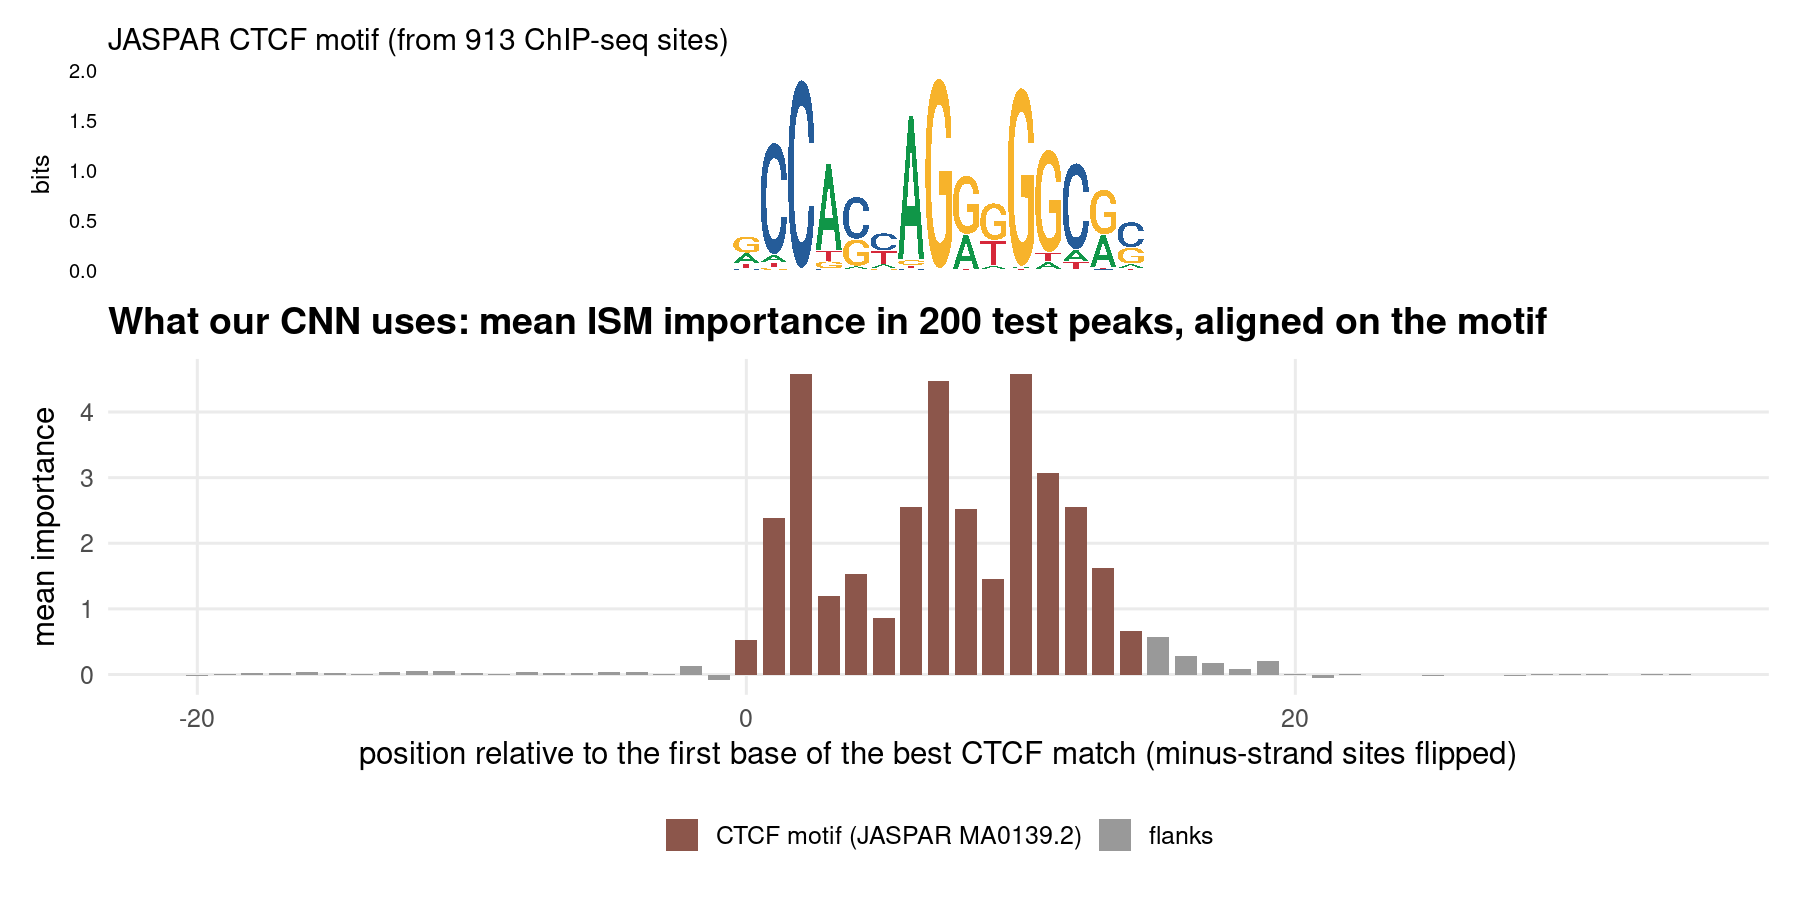 JASPAR CTCF motif (from 913 ChIP-seq sites)
2.0
1.5
1.0
0.5
0.0
bits
What our CNN uses: mean ISM importance in 200 test peaks, aligned on the motif
4
3
2
1
0
mean importance
-20 0 20
position relative to the first base of the best CTCF match (minus-strand sites flipped)
CTCF motif (JASPAR MA0139.2) flanks